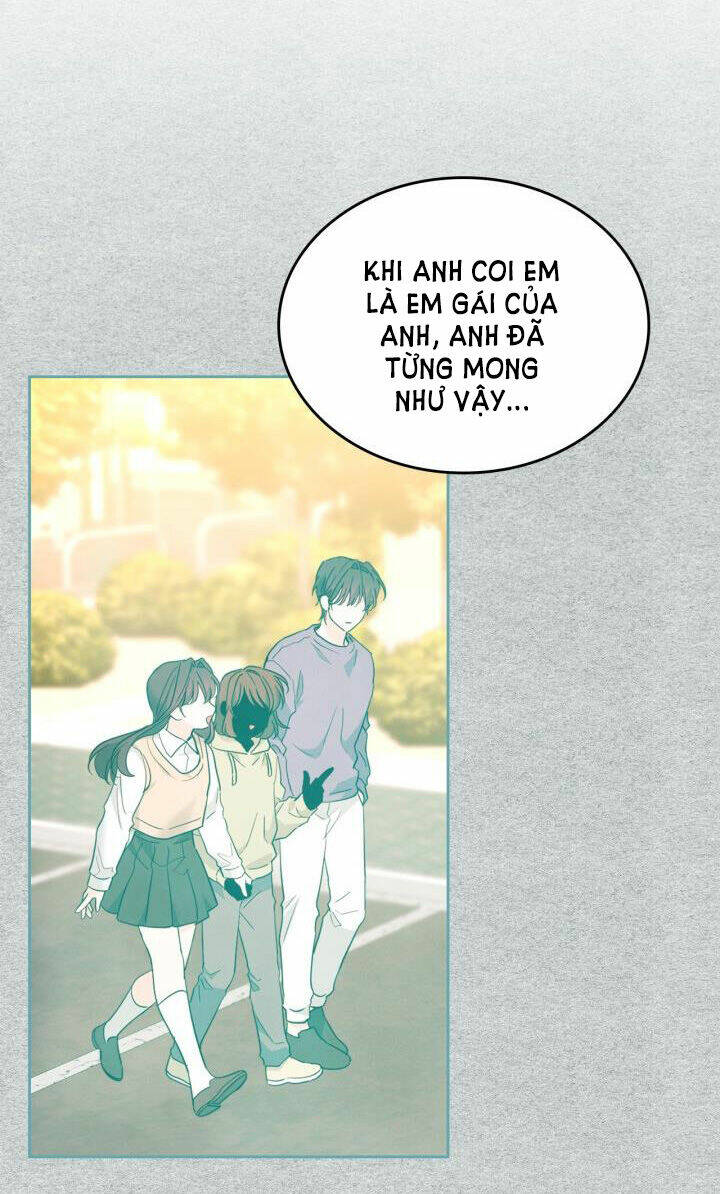 KHI ANH COI EM
LÀ EM GÁI CỦA
ANH, ANH ĐÃ
TỪNG MONG
NHƯ VẬY...